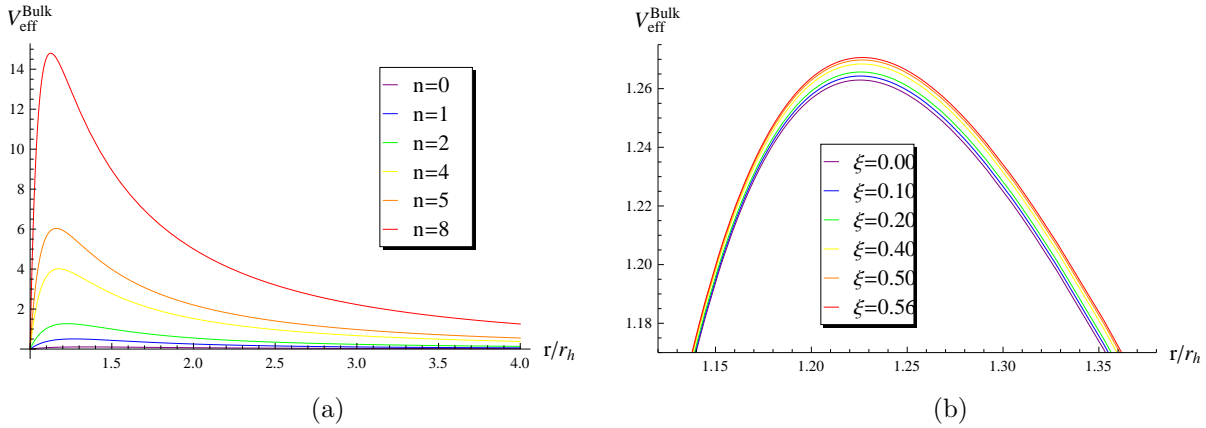 V_eff^Bulk
14
12
10
8
6
4
2
1.5 2.0 2.5 3.0 3.5 4.0
r/r_h
n=0
n=1
n=2
n=4
n=5
n=8
(a)
V_eff^Bulk
1.26
1.24
1.22
1.20
1.18
1.15 1.20 1.25 1.30 1.35
r/r_h
ξ=0.00
ξ=0.10
ξ=0.20
ξ=0.40
ξ=0.50
ξ=0.56
(b)